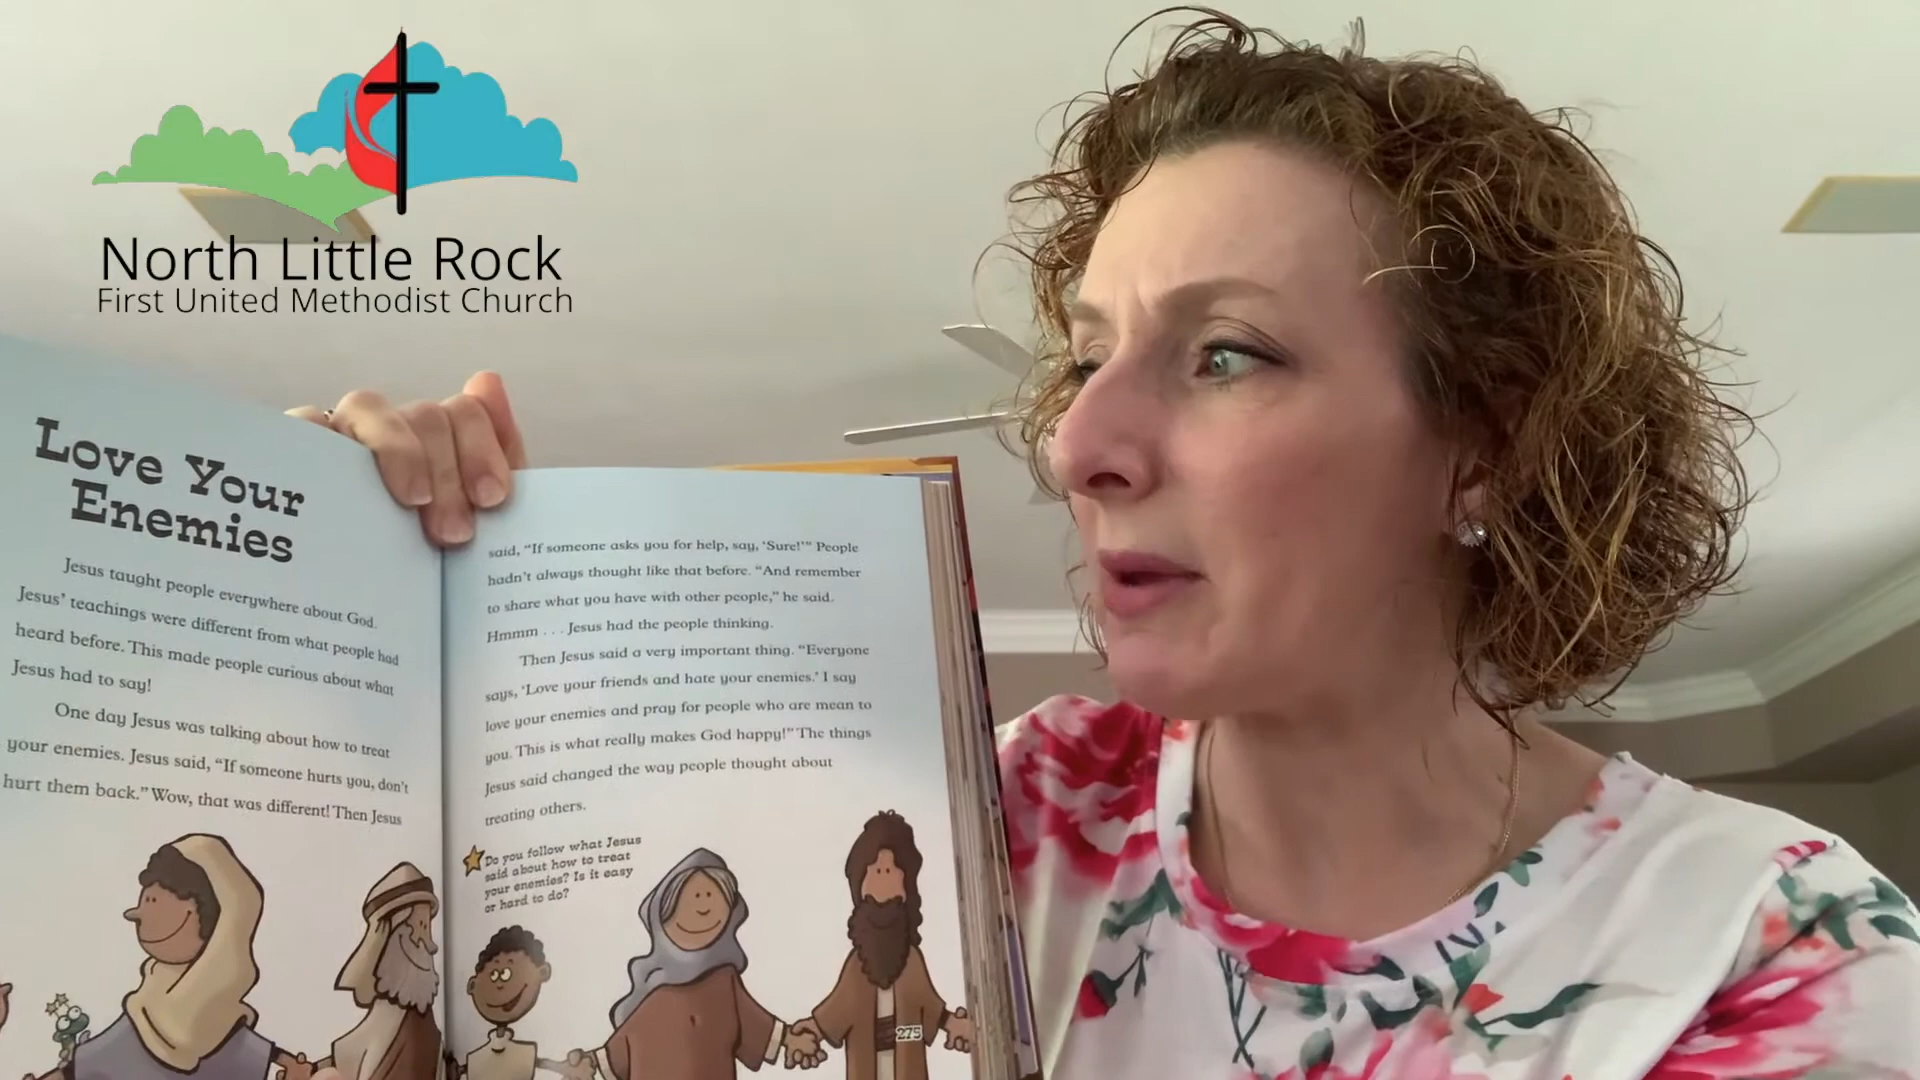 North Little Rock
First United Methodist Church
Love Your
Enemies
Jesus taught people everywhere about God.
Jesus' teachings were different from what people had
heard before. This made people curious about what
Jesus had to say!
One day Jesus was talking about how to treat
your enemies. Jesus said, "If someone hurts you, don't
hurt them back." Wow, that was different! Then Jesus
said, "If someone asks you for help, say, 'Sure!'" People
hadn't always thought like that before. "And remember
to share what you have with other people," he said.
Hmmm . . . Jesus had the people thinking.
Then Jesus said a very important thing. "Everyone
says, 'Love your friends and hate your enemies.' I say
love your enemies and pray for people who are mean to
you. This is what really makes God happy!" The things
Jesus said changed the way people thought about
treating others.
Do you follow what Jesus
said about how to treat
your enemies? Is it easy
or hard to do?
275